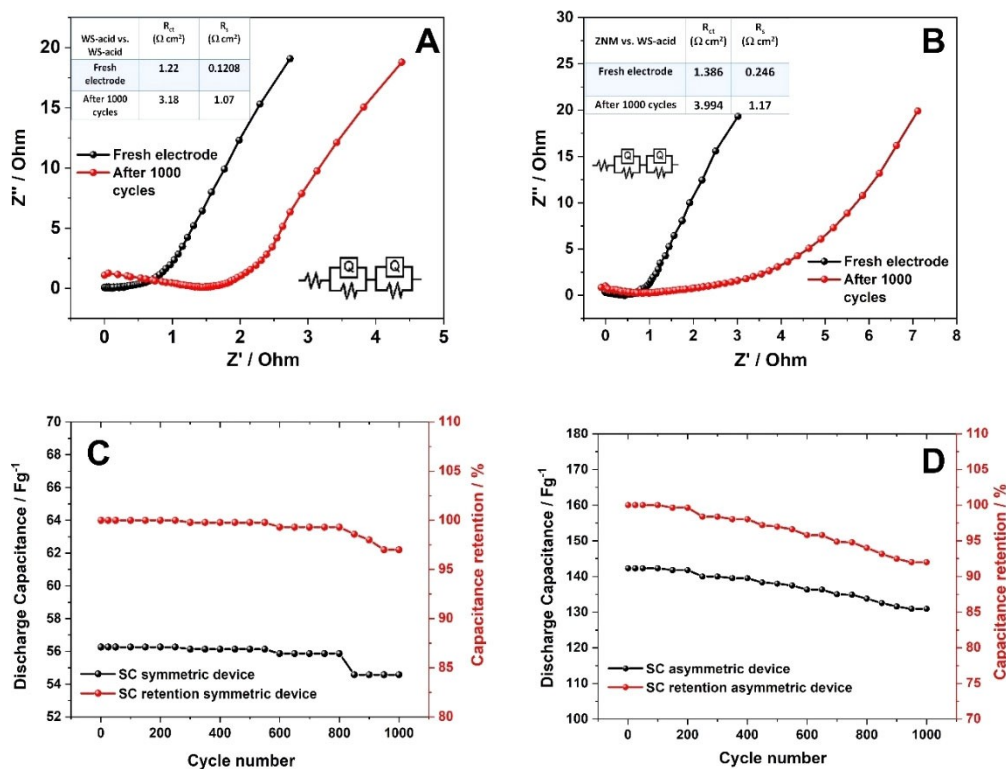 A
WS-acid vs. WS-acid Rct (Ω cm²) Rs (Ω cm²)
Fresh electrode 1.22 0.1208
After 1000 cycles 3.18 1.07
Fresh electrode
After 1000 cycles
Q Q
Z'' / Ohm
20
15
10
5
0
0 1 2 3 4 5
Z' / Ohm
B
ZNM vs. WS-acid Rct (Ω cm²) Rs (Ω cm²)
Fresh electrode 1.386 0.246
After 1000 cycles 3.994 1.17
Q Q
Fresh electrode
After 1000 cycles
Z'' / Ohm
30
25
20
15
10
5
0
0 1 2 3 4 5 6 7 8
Z' / Ohm
C
Discharge Capacitance / Fg⁻¹
70
68
66
64
62
60
58
56
54
52
Capacitance retention / %
110
105
100
95
90
85
80
SC symmetric device
SC retention symmetric device
0 200 400 600 800 1000
Cycle number
D
Discharge Capacitance / Fg⁻¹
180
170
160
150
140
130
120
110
100
Capacitance retention / %
110
105
100
95
90
85
80
75
70
SC asymmetric device
SC retention asymmetric device
0 200 400 600 800 1000
Cycle number